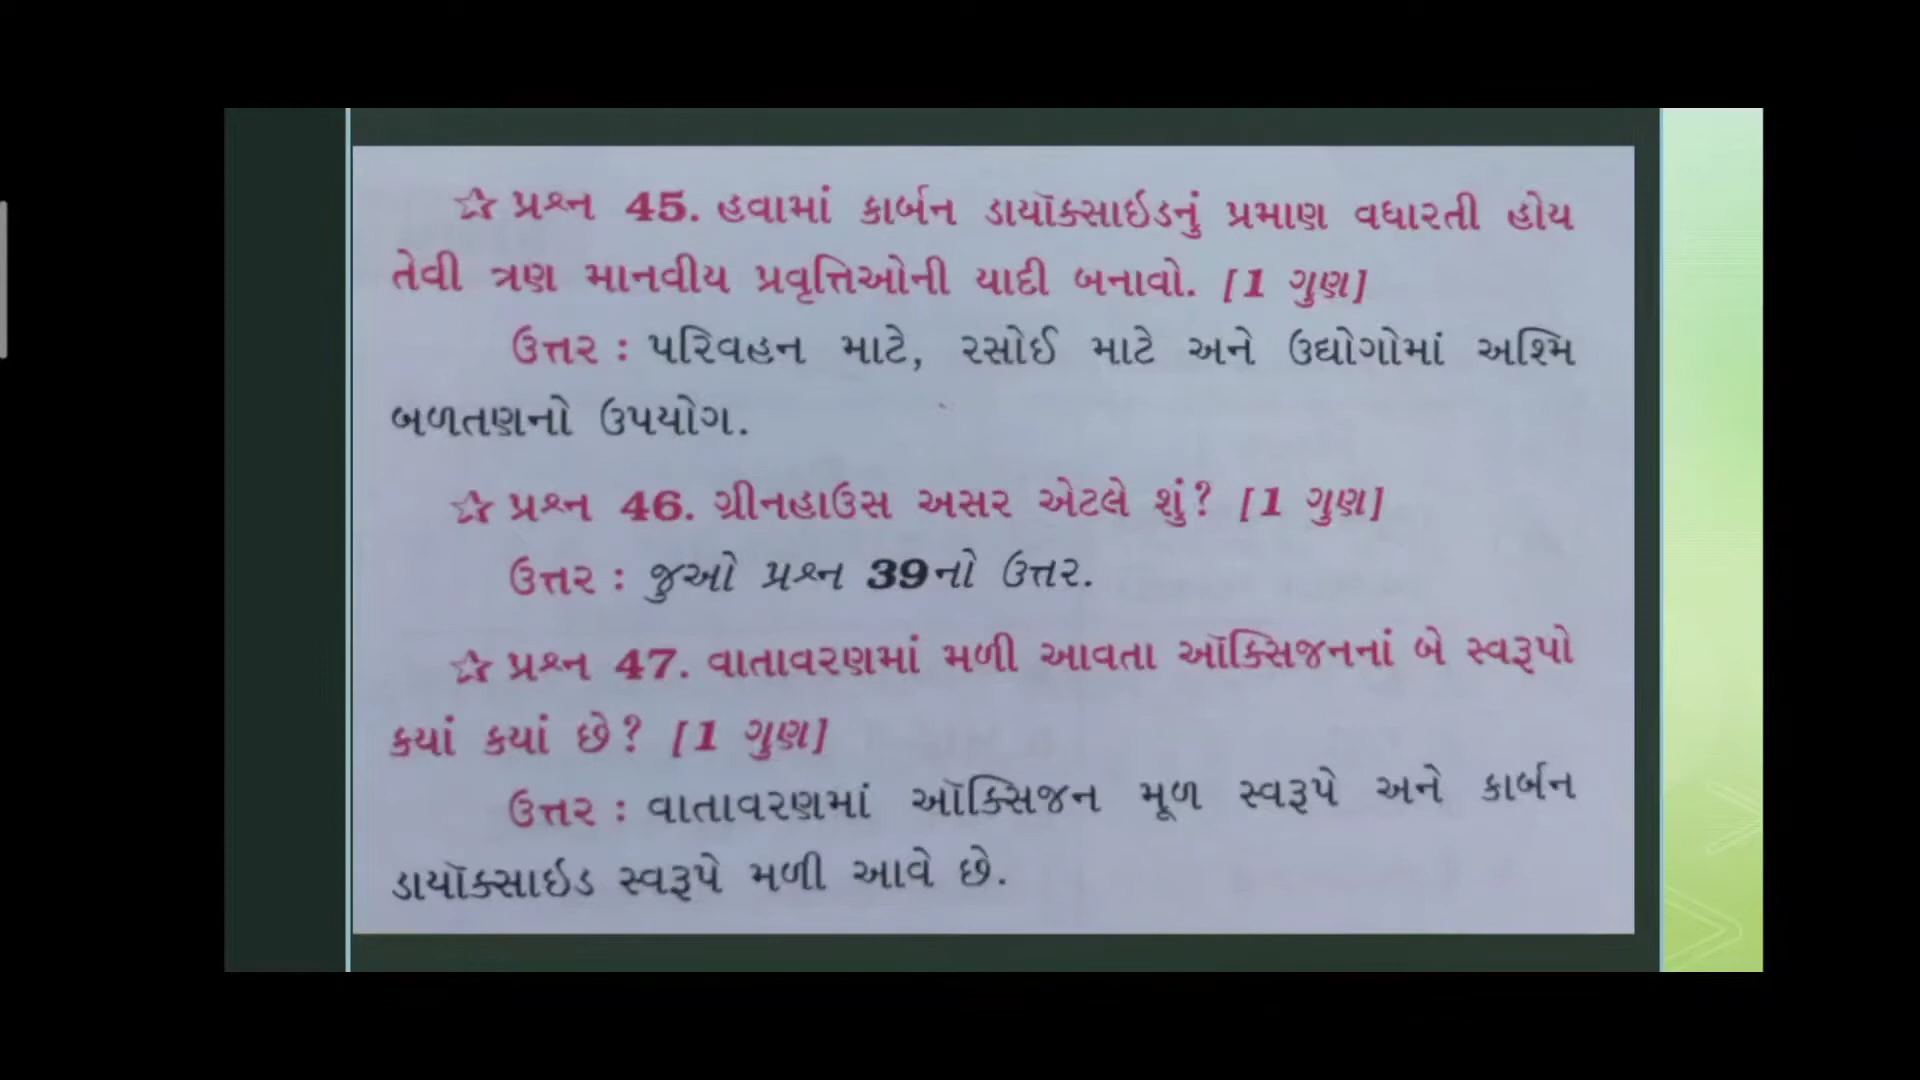 ☆ પ્રશ્ન 45. હવામાં કાર્બન ડાયૉક્સાઇડનું પ્રમાણ વધારતી હોય
તેવી ત્રણ માનવીય પ્રવૃત્તિઓની યાદી બનાવો. [1 ગુણ]
ઉત્તર : પરિવહન માટે, રસોઈ માટે અને ઉદ્યોગોમાં અશ્મિ
બળતણનો ઉપયોગ.
☆ પ્રશ્ન 46. ગ્રીનહાઉસ અસર એટલે શું? [1 ગુણ]
ઉત્તર : જુઓ પ્રશ્ન 39નો ઉત્તર.
☆ પ્રશ્ન 47. વાતાવરણમાં મળી આવતા ઑક્સિજનનાં બે સ્વરૂપો
કયાં કયાં છે? [1 ગુણ]
ઉત્તર : વાતાવરણમાં ઑક્સિજન મૂળ સ્વરૂપે અને કાર્બન
ડાયૉક્સાઇડ સ્વરૂપે મળી આવે છે.